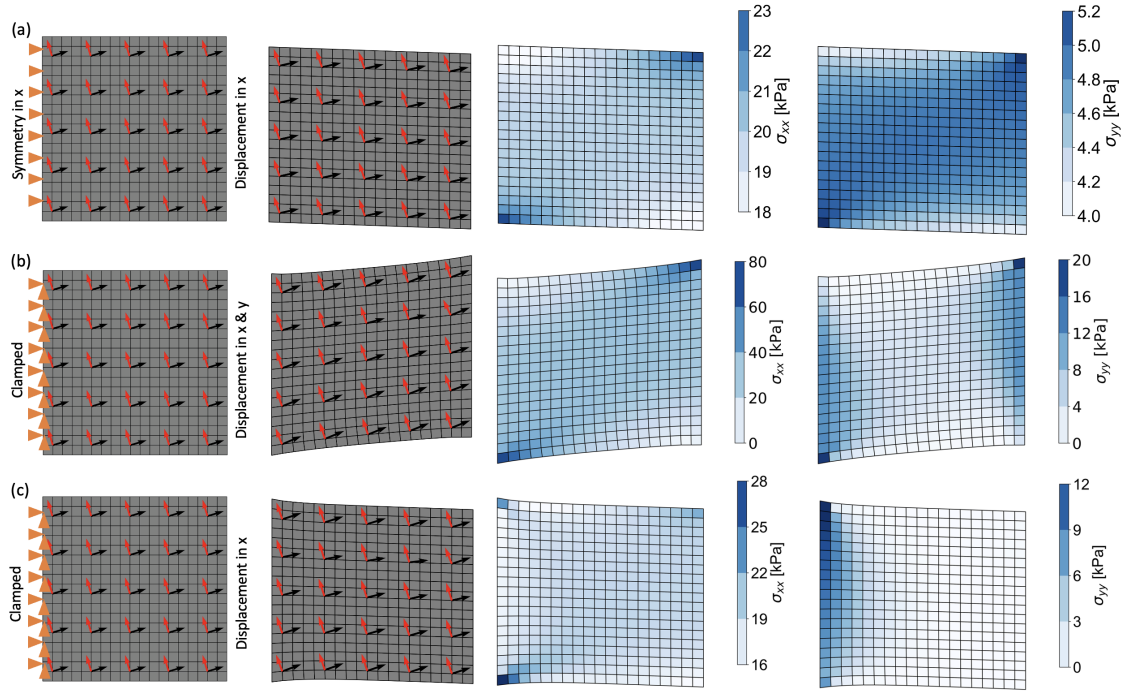 (a)
Symmetry in x
Displacement in x
23
22
21
20
19
18
σxx [kPa]
5.2
5.0
4.8
4.6
4.4
4.2
4.0
σyy [kPa]
(b)
Clamped
Displacement in x & y
80
60
40
20
0
σxx [kPa]
20
16
12
8
4
0
σyy [kPa]
(c)
Clamped
Displacement in x
28
25
22
19
16
σxx [kPa]
12
9
6
3
0
σyy [kPa]